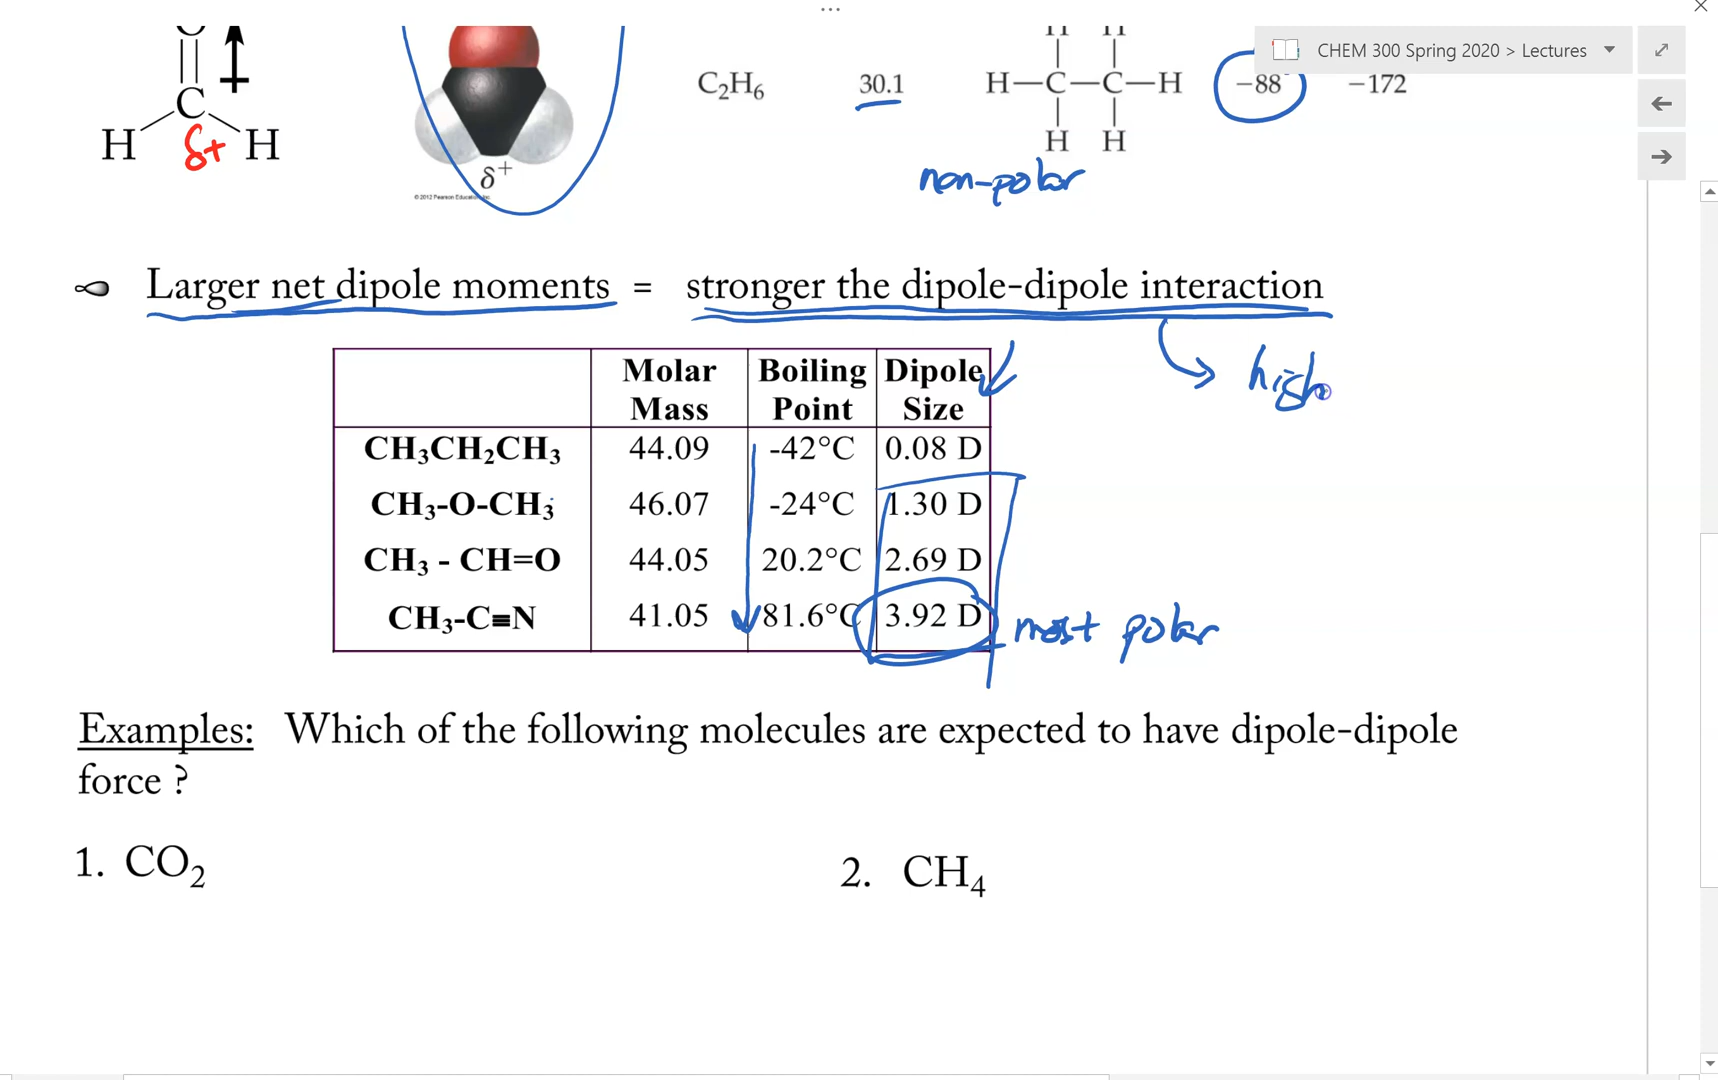 CHEM 300 Spring 2020 > Lectures
C
H H
δ+
δ⁺
© 2012 Pearson Education, Inc.
C₂H₆ 30.1 H–C–C–H -88° -172
H H
non-polar
Larger net dipole moments = stronger the dipole-dipole interaction
high
Molar Mass Boiling Point Dipole Size
CH₃CH₂CH₃ 44.09 -42°C 0.08 D
CH₃-O-CH₃ 46.07 -24°C 1.30 D
CH₃ - CH=O 44.05 20.2°C 2.69 D
CH₃-C≡N 41.05 81.6°C 3.92 D
most polar
Examples: Which of the following molecules are expected to have dipole-dipole
force ?
1. CO₂ 2. CH₄